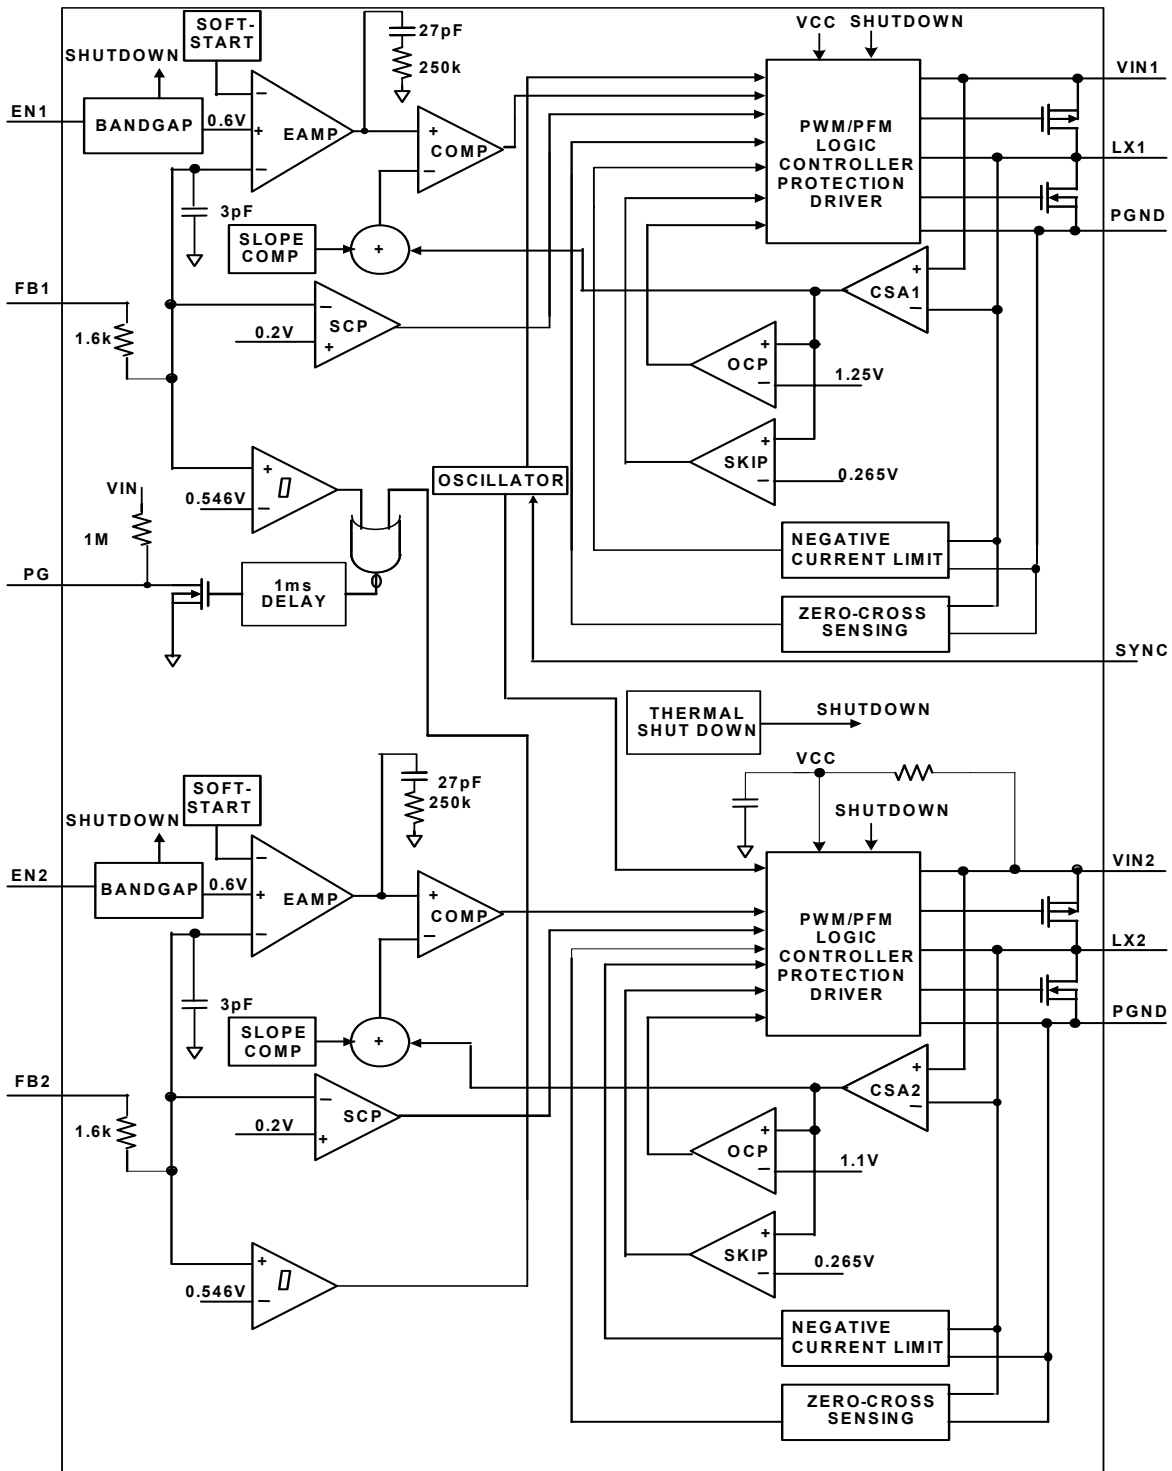 SOFT-
START
27pF
250k
VCC
SHUTDOWN
SHUTDOWN
VIN1
EN1
BANDGAP
0.6V
−
+
−
EAMP
+
−
COMP
PWM/PFM
LOGIC
CONTROLLER
PROTECTION
DRIVER
LX1
PGND
3pF
SLOPE
COMP
+
+
−
CSA1
FB1
1.6k
0.2V
−
+
SCP
+
−
OCP
1.25V
+
−
SKIP
0.265V
VIN
1M
0.546V
+
−
OSCILLATOR
NEGATIVE
CURRENT LIMIT
PG
1ms
DELAY
ZERO-CROSS
SENSING
SYNC
THERMAL
SHUT DOWN
SHUTDOWN
VCC
SOFT-
START
27pF
250k
SHUTDOWN
SHUTDOWN
VIN2
EN2
BANDGAP
0.6V
−
+
−
EAMP
+
−
COMP
PWM/PFM
LOGIC
CONTROLLER
PROTECTION
DRIVER
LX2
PGND
3pF
SLOPE
COMP
+
+
−
CSA2
FB2
1.6k
0.2V
−
+
SCP
+
−
OCP
1.1V
+
−
SKIP
0.265V
0.546V
+
−
NEGATIVE
CURRENT LIMIT
ZERO-CROSS
SENSING